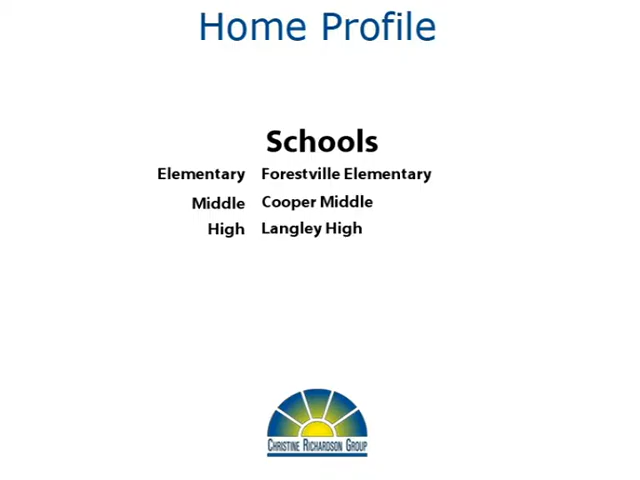 Home Profile
Schools
Elementary Forestville Elementary
Middle Cooper Middle
High Langley High
CHRISTINE RICHARDSON GROUP